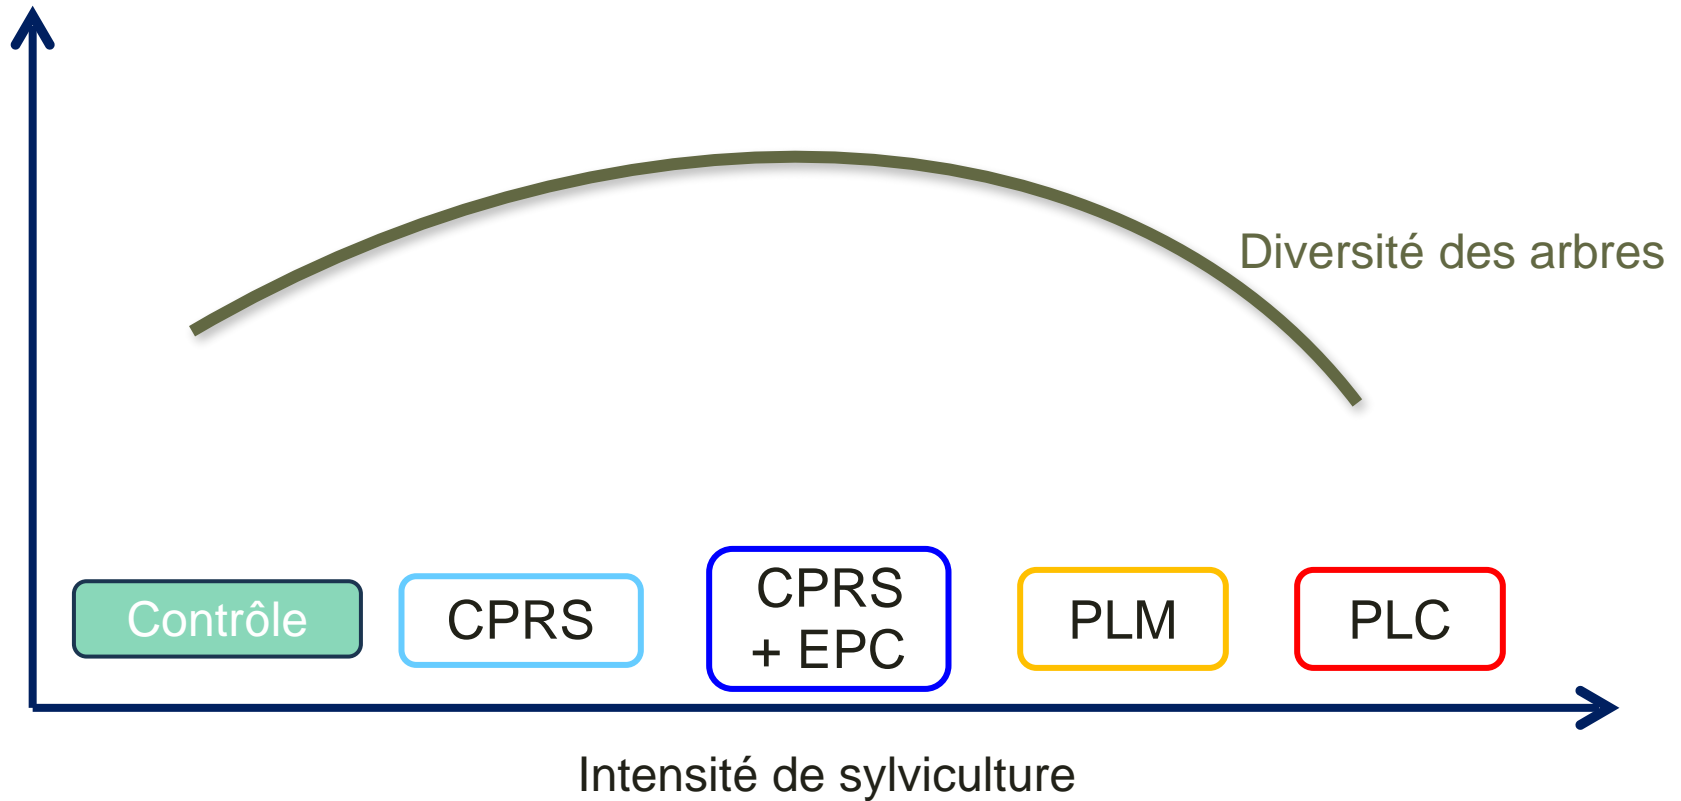 Diversité des arbres
Contrôle
CPRS
CPRS
+ EPC
PLM
PLC
Intensité de sylviculture